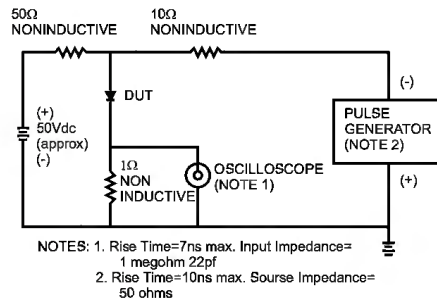 50Ω
NONINDUCTIVE
10Ω
NONINDUCTIVE
(+)
50Vdc
(approx)
(-)
DUT
1Ω
NON
INDUCTIVE
OSCILLOSCOPE
(NOTE 1)
(-)
PULSE
GENERATOR
(NOTE 2)
(+)
NOTES: 1. Rise Time=7ns max. Input Impedance=
1 megohm 22pf
2. Rise Time=10ns max. Sourse Impedance=
50 ohms